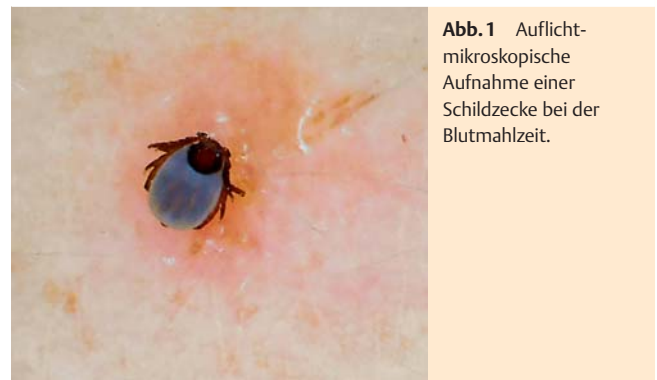 Abb. 1 Auflicht-
mikroskopische
Aufnahme einer
Schildzecke bei der
Blutmahlzeit.